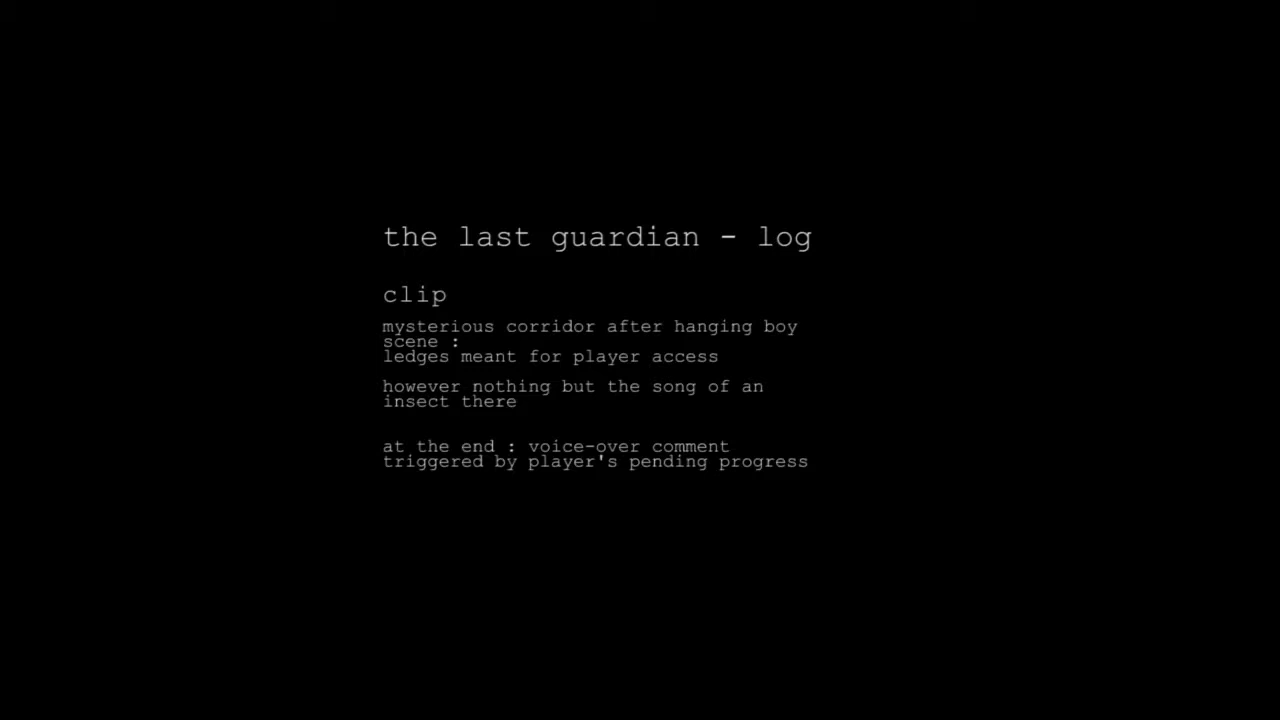 the last guardian - log
clip
mysterious corridor after hanging boy
scene :
ledges meant for player access
however nothing but the song of an
insect there
at the end : voice-over comment
triggered by player's pending progress